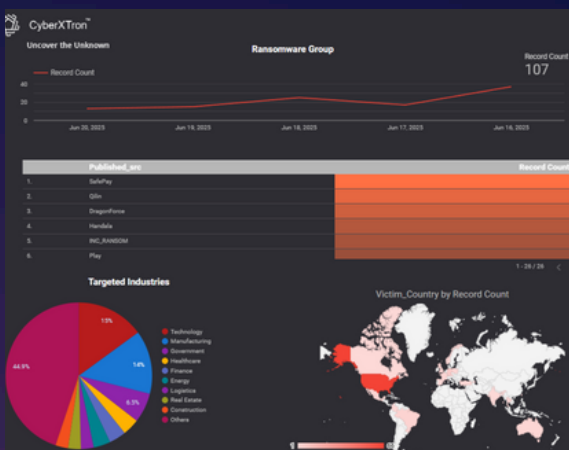 CyberXTron™
Uncover the Unknown
Ransomware Group
Record Count
107
Record Count
40
20
0
Jun 20, 2025
Jun 19, 2025
Jun 18, 2025
Jun 17, 2025
Jun 16, 2025
Published_src
Record Count
1. SafePay
2. Qilin
3. DragonForce
4. Handala
5. INC_RANSOM
6. Play
1 - 26 / 26 <
Targeted Industries
15%
14%
6.5%
44.9%
Technology
Manufacturing
Government
Healthcare
Finance
Energy
Logistics
Real Estate
Construction
Others
Victim_Country by Record Count